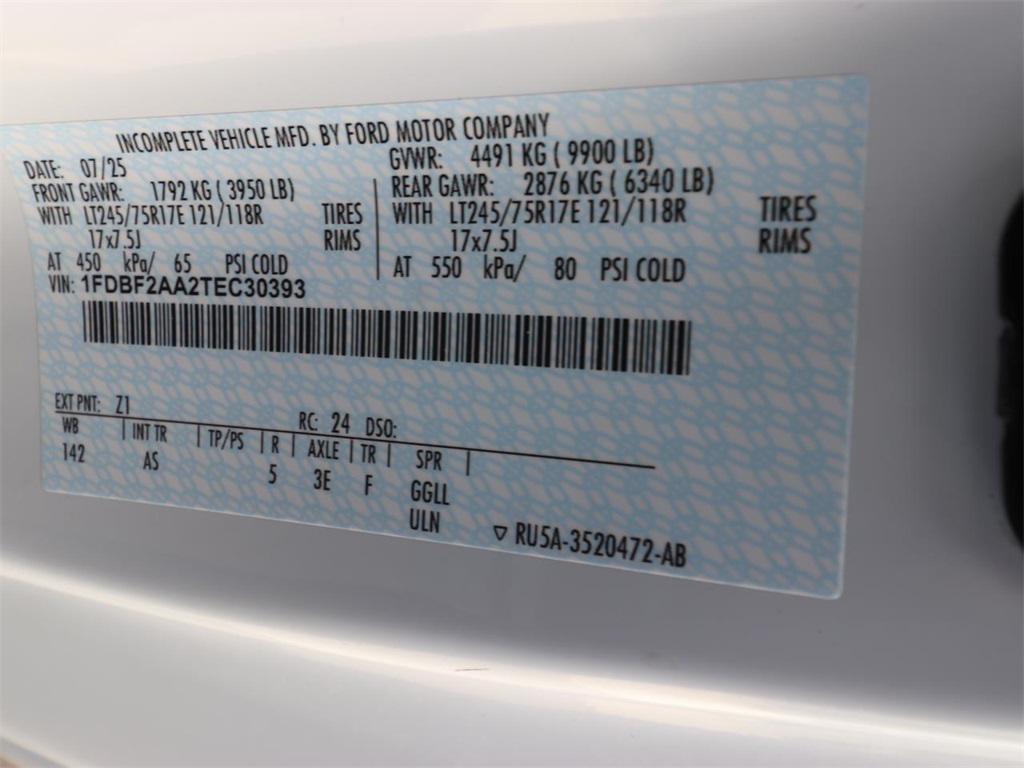 INCOMPLETE VEHICLE MFD. BY FORD MOTOR COMPANY
DATE: 07/25 GVWR: 4491 KG ( 9900 LB)
FRONT GAWR: 1792 KG ( 3950 LB) REAR GAWR: 2876 KG ( 6340 LB)
WITH LT245/75R17E 121/118R TIRES WITH LT245/75R17E 121/118R TIRES
17x7.5J RIMS 17x7.5J RIMS
AT 450 kPa/ 65 PSI COLD AT 550 kPa/ 80 PSI COLD
VIN: 1FDBF2AA2TEC30393
EXT PNT: Z1 RC: 24 DSO:
WB | INT TR | TP/PS | R | AXLE | TR | SPR |
142 AS 5 3E F GGLL
ULN ▽ RU5A-3520472-AB